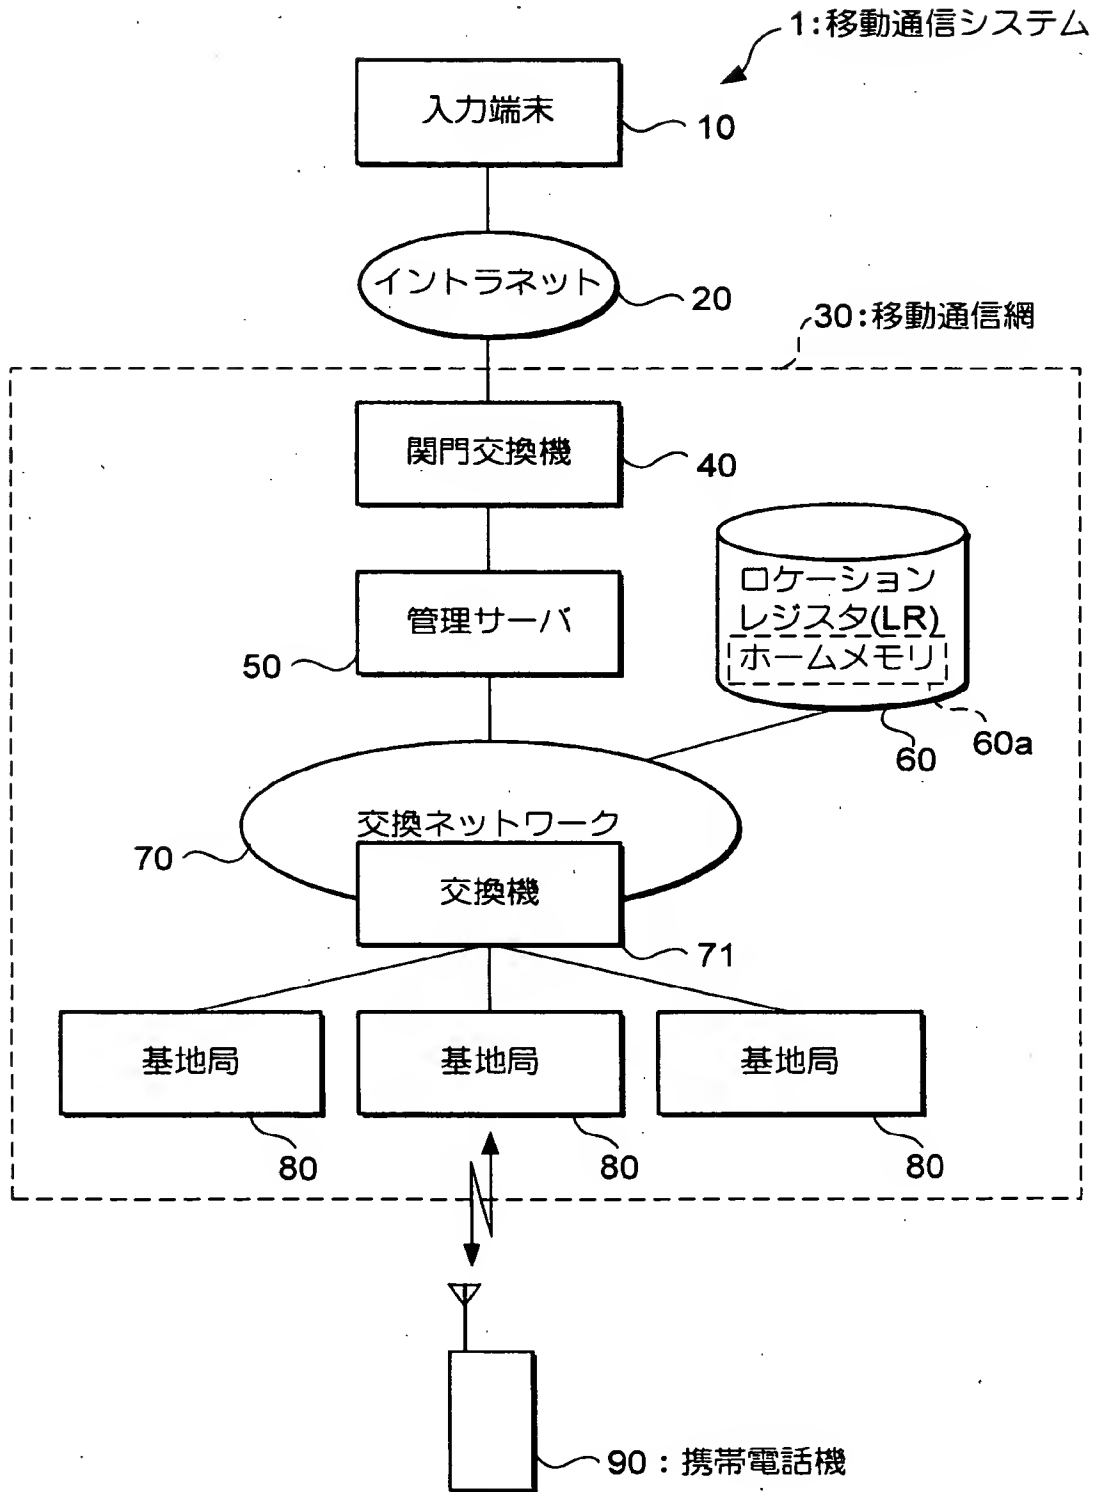 1:移動通信システム
入力端末
10
イントラネット
20
30:移動通信網
関門交換機
40
管理サーバ
50
ロケーション
レジスタ(LR)
ホームメモリ
60
60a
交換ネットワーク
70
交換機
71
基地局
基地局
基地局
80
80
80
90:携帯電話機